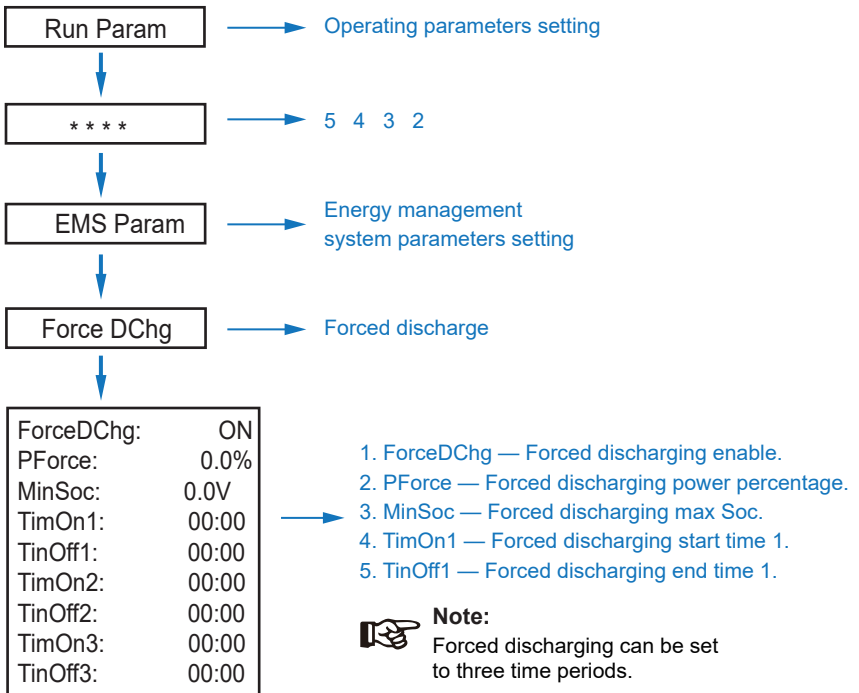 Run Param
Operating parameters setting
* * * *
5 4 3 2
EMS Param
Energy management
system parameters setting
Force DChg
Forced discharge
ForceDChg: ON
PForce: 0.0%
MinSoc: 0.0V
TimOn1: 00:00
TinOff1: 00:00
TimOn2: 00:00
TinOff2: 00:00
TimOn3: 00:00
TinOff3: 00:00
1. ForceDChg — Forced discharging enable.
2. PForce — Forced discharging power percentage.
3. MinSoc — Forced discharging max Soc.
4. TimOn1 — Forced discharging start time 1.
5. TinOff1 — Forced discharging end time 1.
Note:
Forced discharging can be set
to three time periods.